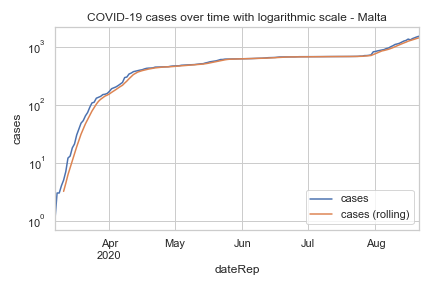 COVID-19 cases over time with logarithmic scale - Malta
cases
10³
10²
10¹
10⁰
Apr
2020
May
Jun
Jul
Aug
dateRep
cases
cases (rolling)